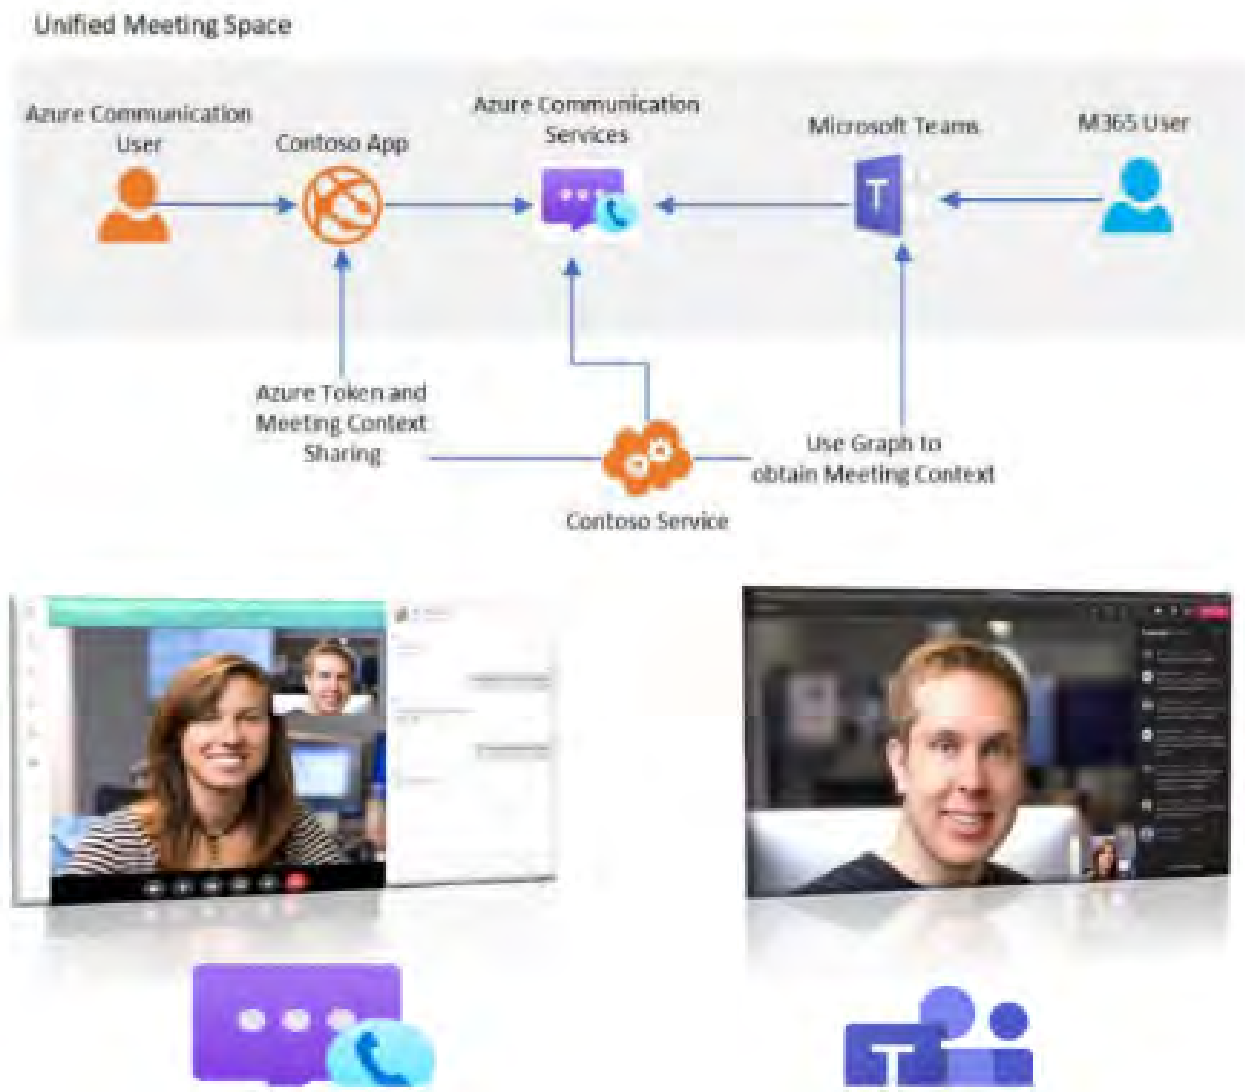 Unified Meeting Space
Azure Communication
User
Contoso App
Azure Communication
Services
Microsoft Teams
M365 User
T
Azure Token and
Meeting Context
Sharing
Use Graph to
obtain Meeting Context
Contoso Service
T